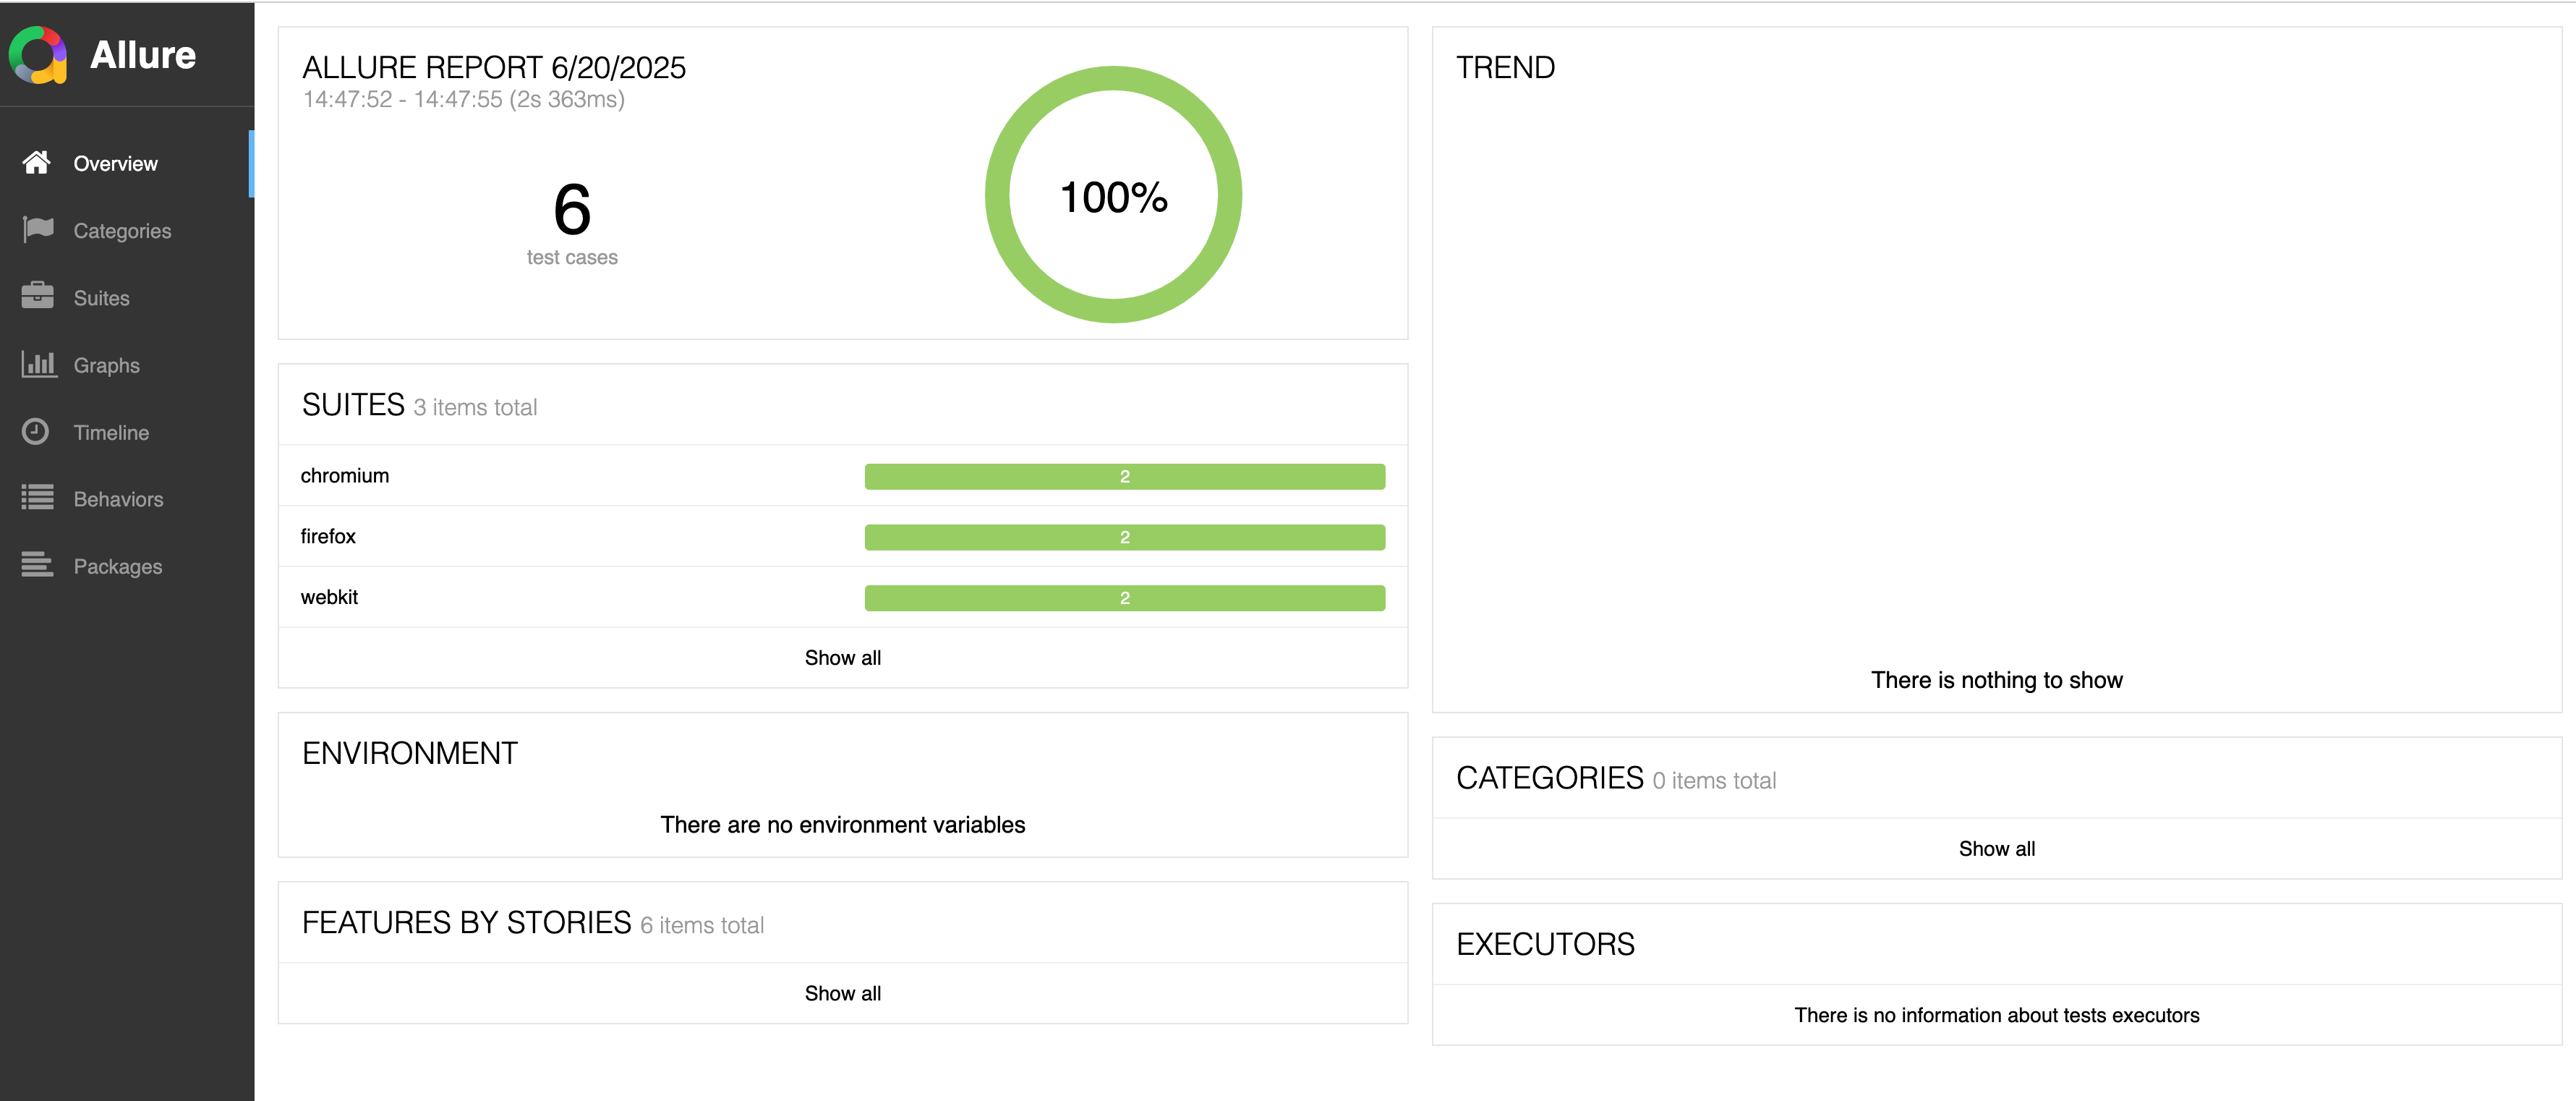 Allure
Overview
Categories
Suites
Graphs
Timeline
Behaviors
Packages
ALLURE REPORT 6/20/2025
14:47:52 - 14:47:55 (2s 363ms)
6
test cases
100%
SUITES 3 items total
chromium 2
firefox 2
webkit 2
Show all
ENVIRONMENT
There are no environment variables
FEATURES BY STORIES 6 items total
Show all
TREND
There is nothing to show
CATEGORIES 0 items total
Show all
EXECUTORS
There is no information about tests executors